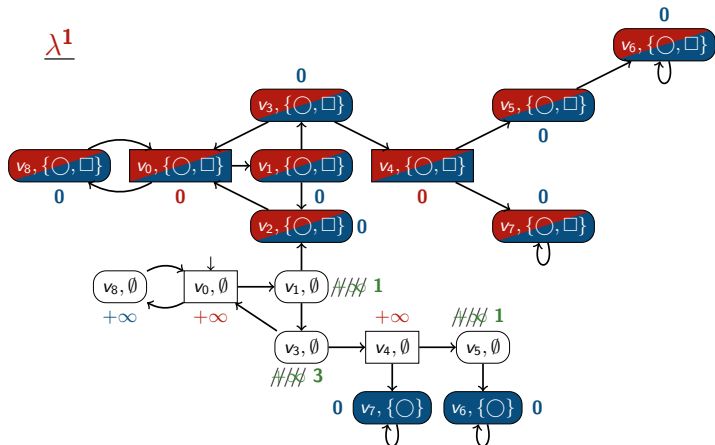 λ¹
0
v₆, {○, □}
0
v₃, {○, □}
v₅, {○, □}
0
v₈, {○, □}
v₀, {○, □}
v₁, {○, □}
v₄, {○, □}
0
0
0
0
0
v₂, {○, □}
0
v₇, {○, □}
↓
v₈, ∅
v₀, ∅
v₁, ∅
+∞ 1
+∞
+∞
+∞
+∞ 1
v₃, ∅
v₄, ∅
v₅, ∅
+∞ 3
0
v₇, {○}
v₆, {○}
0